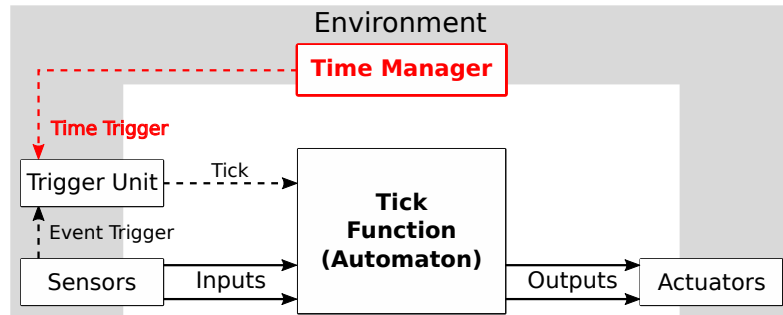 Environment
Time Manager
Time Trigger
Trigger Unit
Tick
Tick
Function
(Automaton)
Event Trigger
Sensors
Inputs
Outputs
Actuators